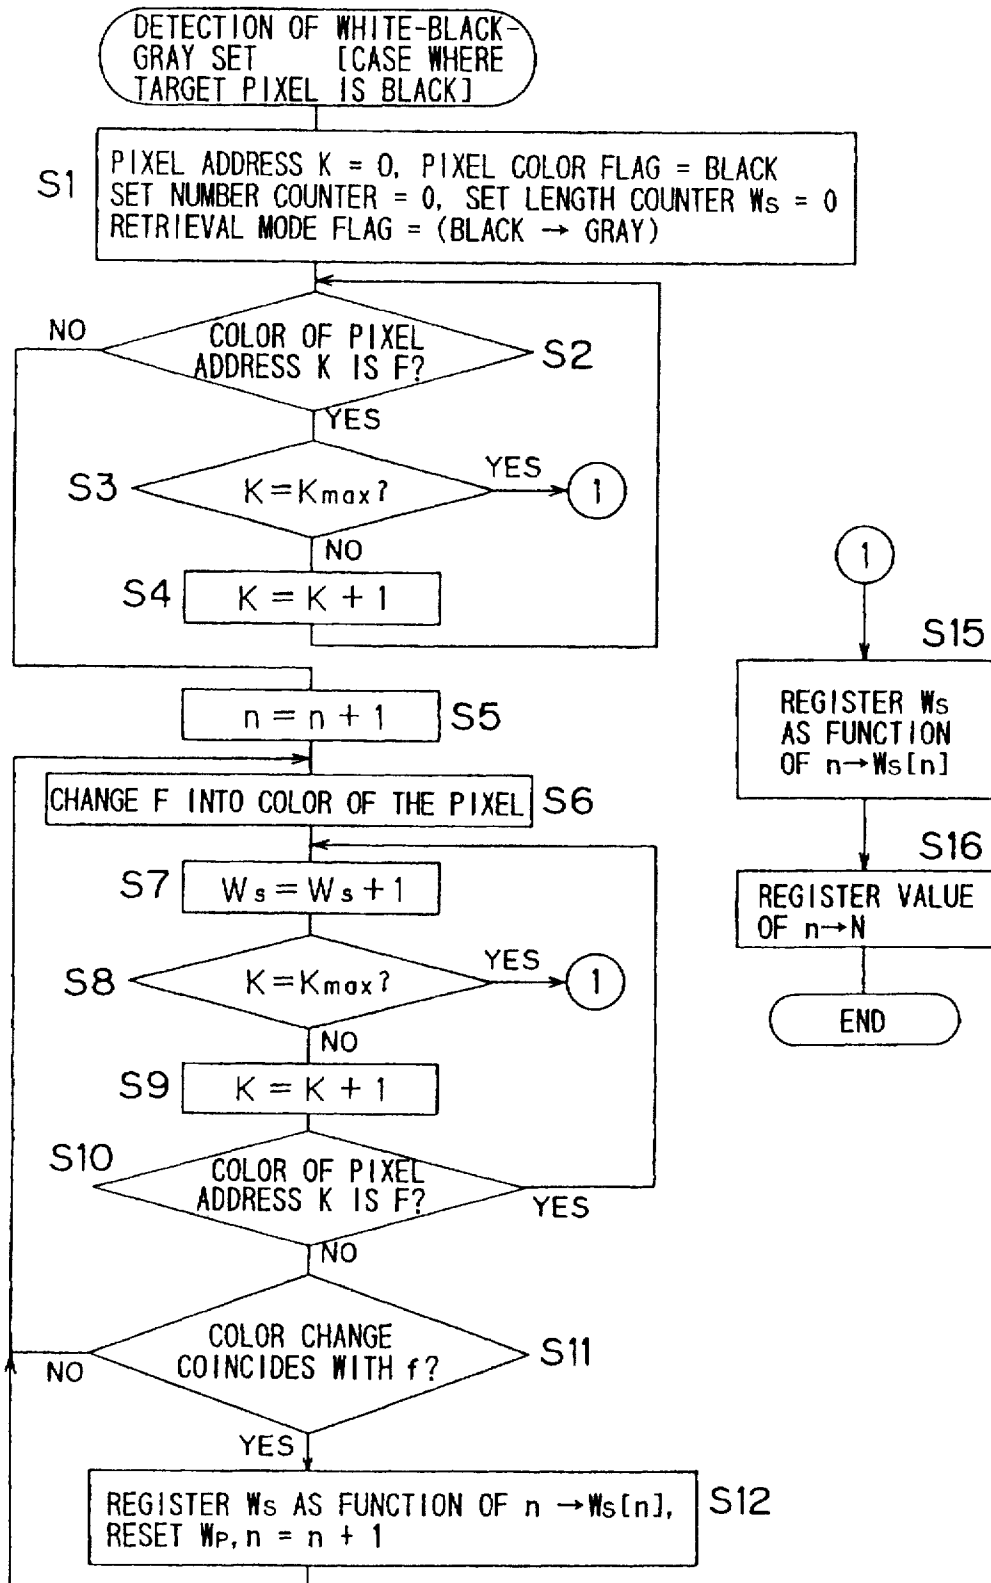 DETECTION OF WHITE-BLACK-
GRAY SET [CASE WHERE
TARGET PIXEL IS BLACK]
S1
PIXEL ADDRESS K = 0, PIXEL COLOR FLAG = BLACK
SET NUMBER COUNTER = 0, SET LENGTH COUNTER Ws = 0
RETRIEVAL MODE FLAG = (BLACK → GRAY)
NO
COLOR OF PIXEL
ADDRESS K IS F?
S2
YES
S3
K = Kmax?
YES
1
NO
S4
K = K + 1
n = n + 1
S5
CHANGE F INTO COLOR OF THE PIXEL
S6
S7
Ws = Ws + 1
S8
K = Kmax?
YES
1
NO
S9
K = K + 1
S10
COLOR OF PIXEL
ADDRESS K IS F?
YES
NO
COLOR CHANGE
COINCIDES WITH f?
S11
NO
YES
REGISTER Ws AS FUNCTION OF n →Ws[n],
RESET WP, n = n + 1
S12
1
S15
REGISTER Ws
AS FUNCTION
OF n→Ws[n]
S16
REGISTER VALUE
OF n→N
END